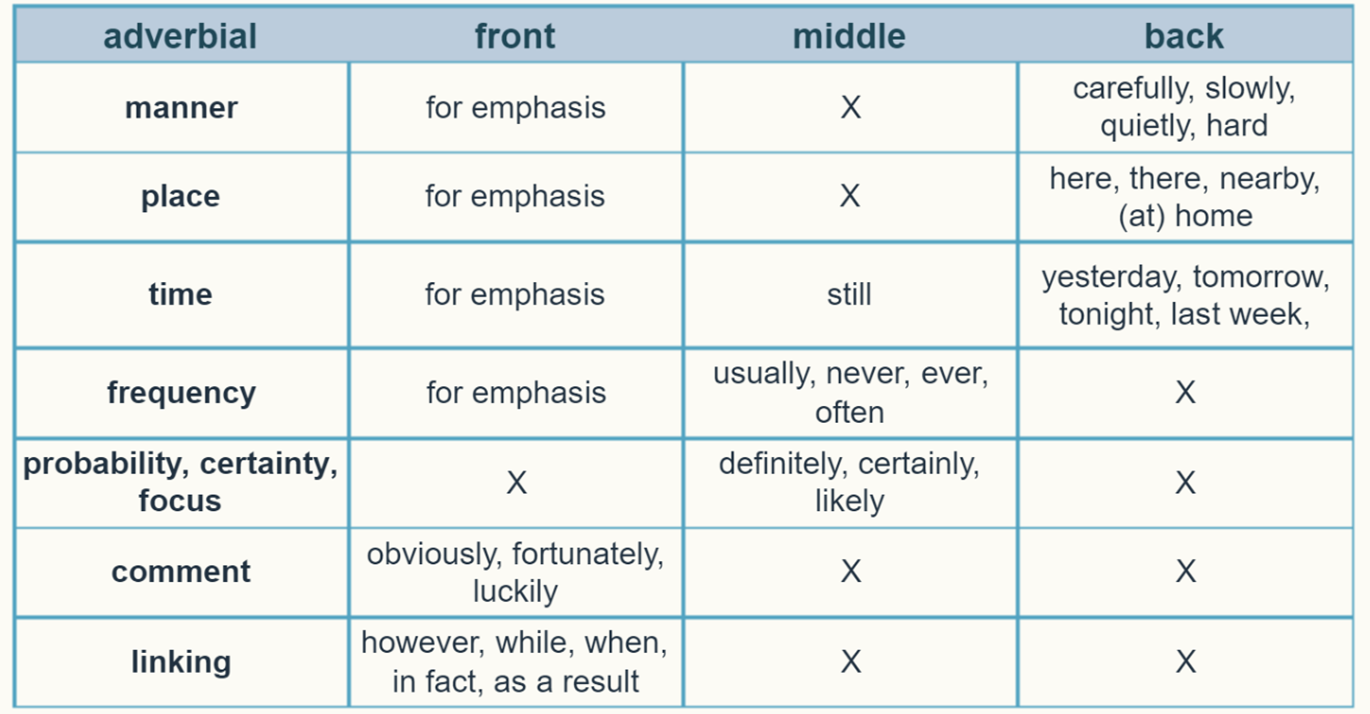 adverbial front middle back
manner for emphasis X carefully, slowly,
quietly, hard
place for emphasis X here, there, nearby,
(at) home
time for emphasis still yesterday, tomorrow,
tonight, last week,
frequency for emphasis usually, never, ever,
often X
probability, certainty,
focus X definitely, certainly,
likely X
comment obviously, fortunately,
luckily X X
linking however, while, when,
in fact, as a result X X